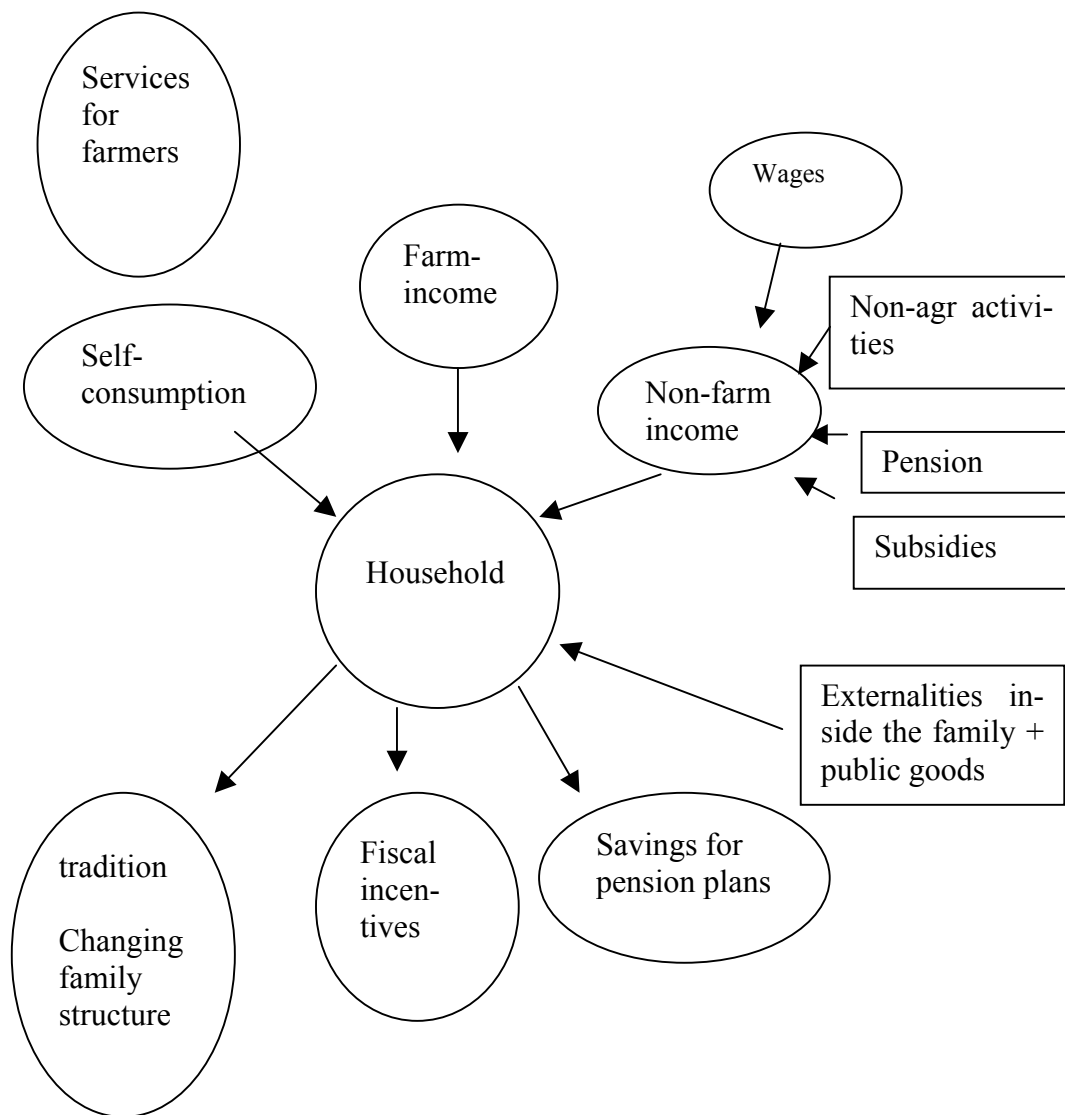 Services
for
farmers
Wages
Farm-
income
Non-agr activi-
ties
Self-
consumption
Non-farm
income
Pension
Subsidies
Household
Externalities in-
side the family +
public goods
tradition
Changing
family
structure
Fiscal
incen-
tives
Savings for
pension plans